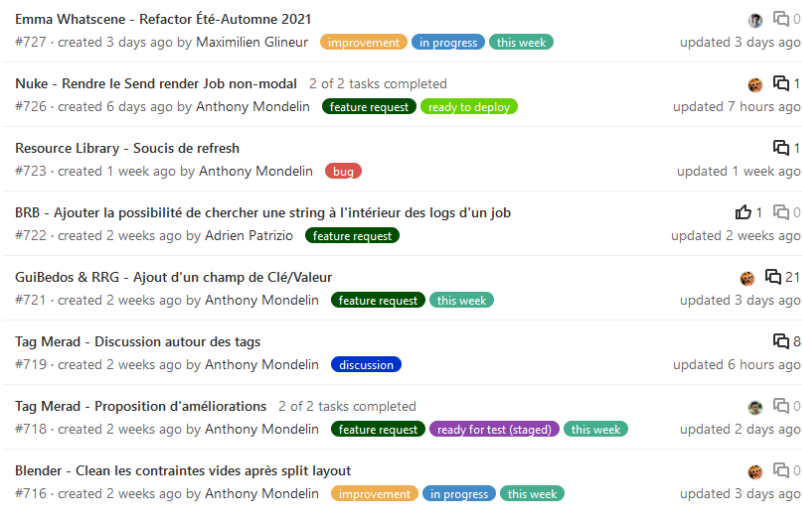 Emma Whatscene - Refactor Été-Automne 2021 0
#727 · created 3 days ago by Maximilien Glineur improvement in progress this week updated 3 days ago
Nuke - Rendre le Send render Job non-modal 2 of 2 tasks completed 1
#726 · created 6 days ago by Anthony Mondelin feature request ready to deploy updated 7 hours ago
Resource Library - Soucis de refresh 1
#723 · created 1 week ago by Anthony Mondelin bug updated 1 week ago
BRB - Ajouter la possibilité de chercher une string à l'intérieur des logs d'un job 1 0
#722 · created 2 weeks ago by Adrien Patrizio feature request updated 2 weeks ago
GuiBedos & RRG - Ajout d'un champ de Clé/Valeur 21
#721 · created 2 weeks ago by Anthony Mondelin feature request this week updated 3 days ago
Tag Merad - Discussion autour des tags 8
#719 · created 2 weeks ago by Anthony Mondelin discussion updated 6 hours ago
Tag Merad - Proposition d'améliorations 2 of 2 tasks completed 0
#718 · created 2 weeks ago by Anthony Mondelin feature request ready for test (staged) this week updated 2 days ago
Blender - Clean les contraintes vides après split layout 0
#716 · created 2 weeks ago by Anthony Mondelin improvement in progress this week updated 3 days ago